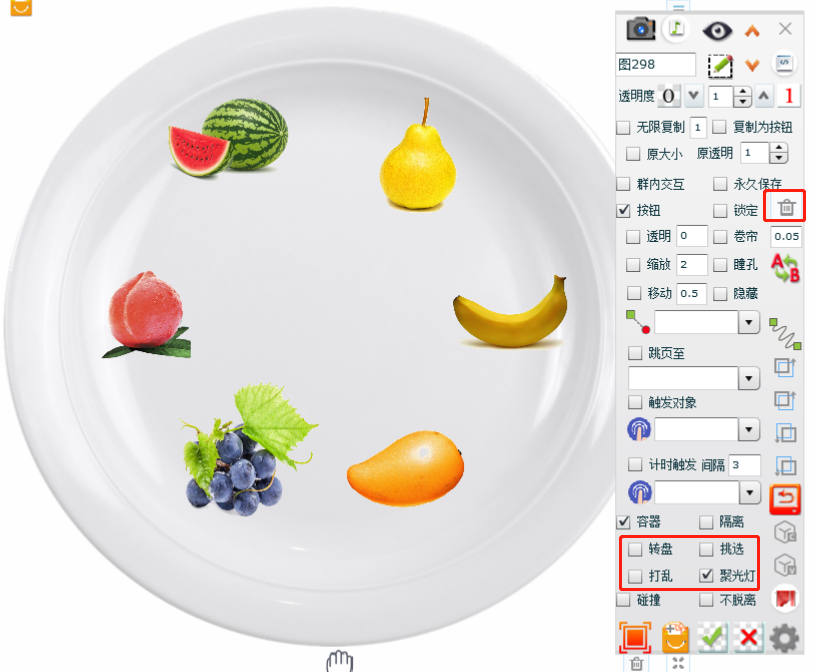 图298
透明度 0 1 1
无限复制 1 复制为按钮
原大小 原透明 1
群内交互 永久保存
按钮 锁定
透明 0 卷帘 0.05
缩放 2 瞳孔 A B
移动 0.5 隐藏
跳页至
触发对象
计时触发 间隔 3
容器 隔离
转盘 挑选
打乱 聚光灯
碰撞 不脱离